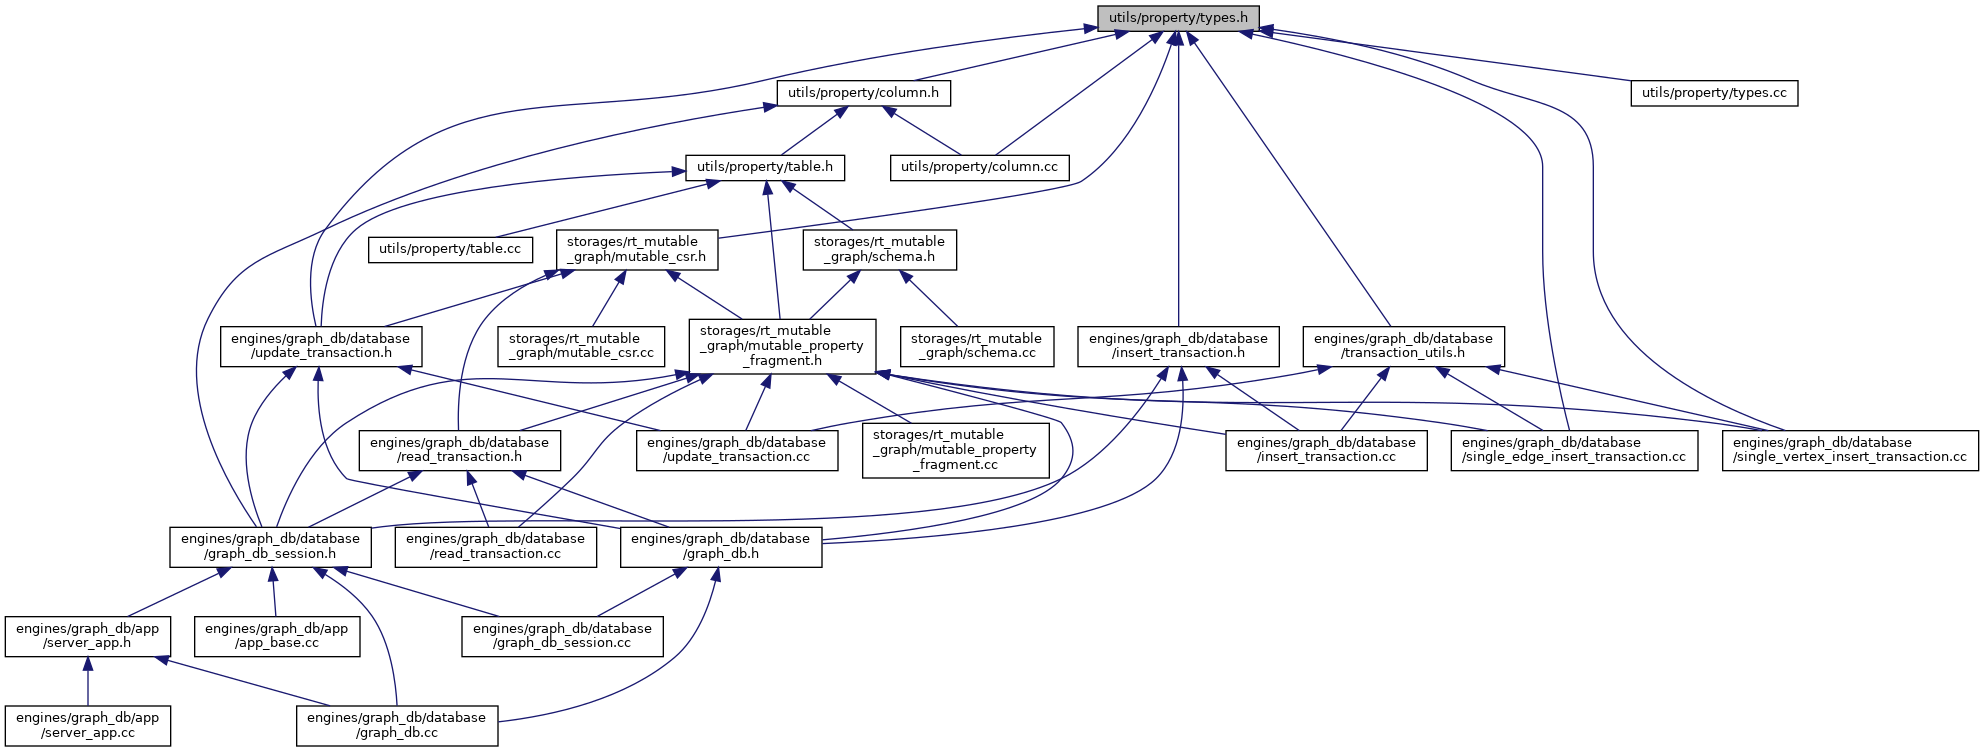 utils/property/types.h
utils/property/column.h
utils/property/types.cc
utils/property/table.h
utils/property/column.cc
utils/property/table.cc
storages/rt_mutable
_graph/mutable_csr.h
storages/rt_mutable
_graph/schema.h
engines/graph_db/database
/update_transaction.h
storages/rt_mutable
_graph/mutable_csr.cc
storages/rt_mutable
_graph/mutable_property
_fragment.h
storages/rt_mutable
_graph/schema.cc
engines/graph_db/database
/insert_transaction.h
engines/graph_db/database
/transaction_utils.h
engines/graph_db/database
/read_transaction.h
engines/graph_db/database
/update_transaction.cc
storages/rt_mutable
_graph/mutable_property
_fragment.cc
engines/graph_db/database
/insert_transaction.cc
engines/graph_db/database
/single_edge_insert_transaction.cc
engines/graph_db/database
/single_vertex_insert_transaction.cc
engines/graph_db/database
/graph_db_session.h
engines/graph_db/database
/read_transaction.cc
engines/graph_db/database
/graph_db.h
engines/graph_db/app
/server_app.h
engines/graph_db/app
/app_base.cc
engines/graph_db/database
/graph_db_session.cc
engines/graph_db/app
/server_app.cc
engines/graph_db/database
/graph_db.cc